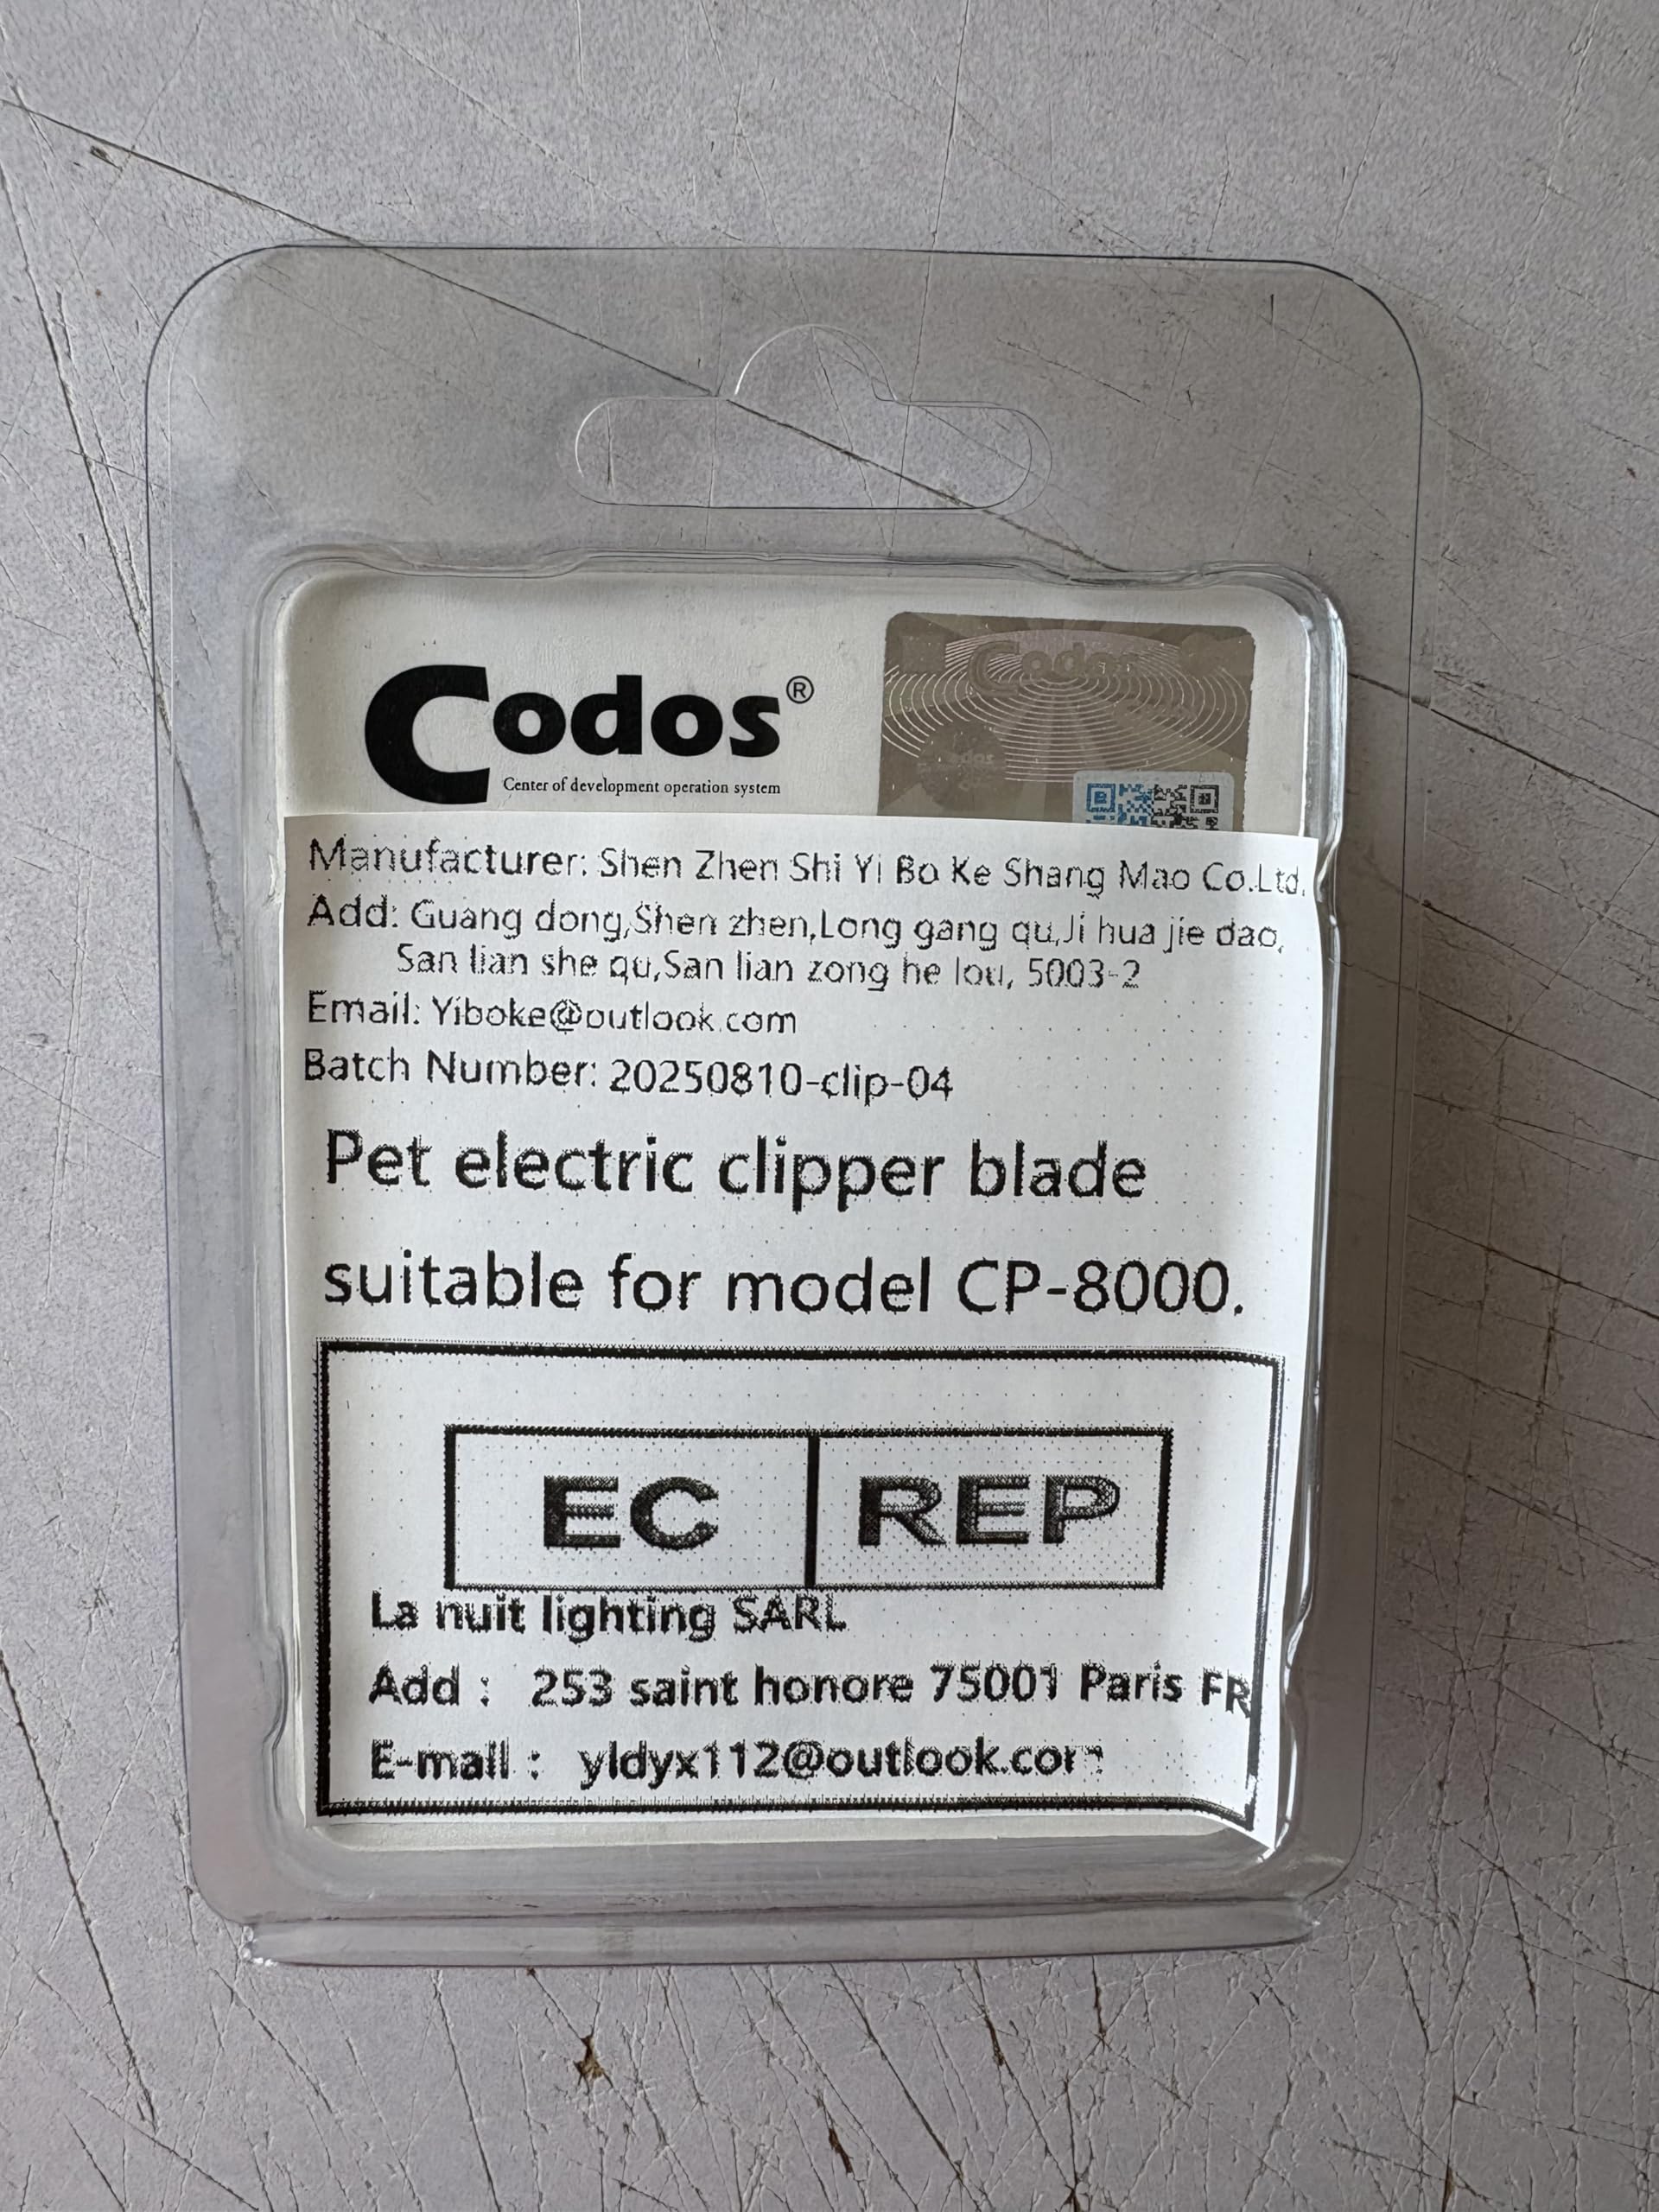 Codos®
Center of development operation system
Codos
Manufacturer: Shen Zhen Shi Yi Bo Ke Shang Mao Co.Ltd.
Add: Guang dong,Shen zhen,Long gang qu,Ji hua jie dao,
San lian she qu,San lian zong he lou, 5003-2
Email: Yiboke@outlook.com
Batch Number: 20250810-clip-04
Pet electric clipper blade
suitable for model CP-8000.
EC REP
La nuit lighting SARL
Add : 253 saint honore 75001 Paris FR
E-mail : yldyx112@outlook.com